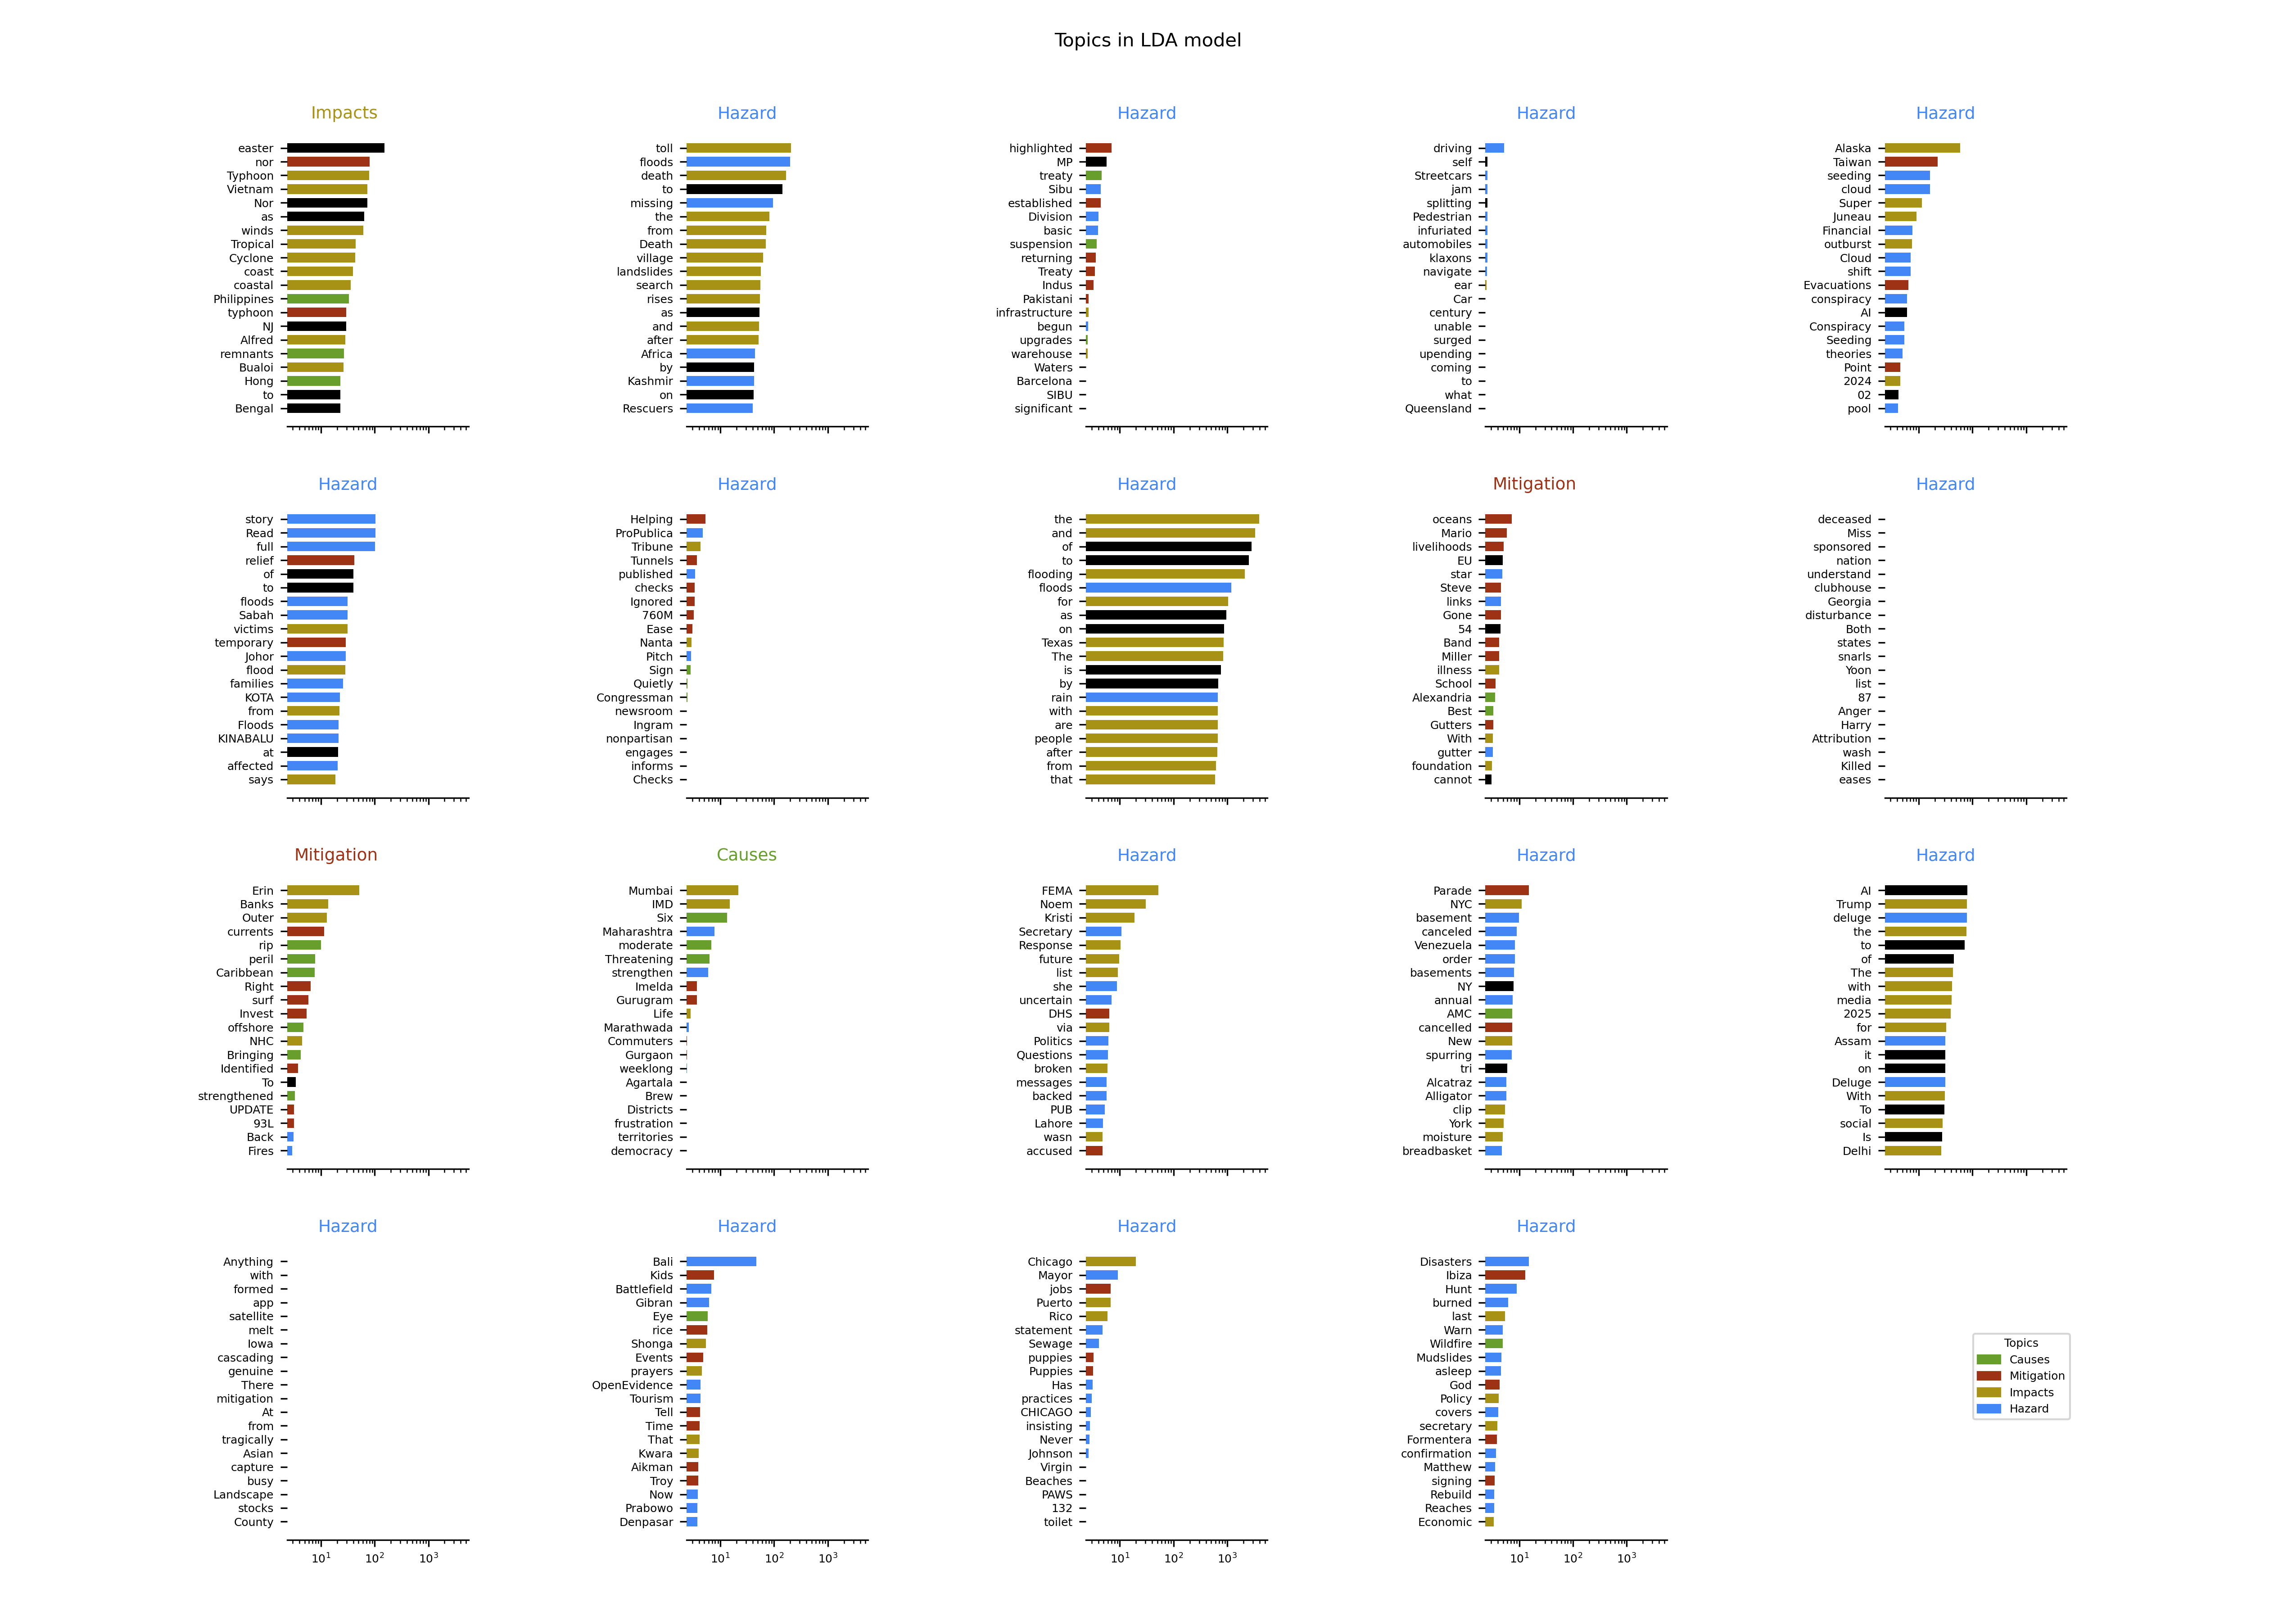 Topics in LDA model
Impacts
easter
nor
Typhoon
Vietnam
Nor
as
winds
Tropical
Cyclone
coast
coastal
Philippines
typhoon
NJ
Alfred
remnants
Bualoi
Hong
to
Bengal
Hazard
toll
floods
death
to
missing
the
from
Death
village
landslides
search
rises
as
and
after
Africa
by
Kashmir
on
Rescuers
Hazard
highlighted
MP
treaty
Sibu
established
Division
basic
suspension
returning
Treaty
Indus
Pakistani
infrastructure
begun
upgrades
warehouse
Waters
Barcelona
SIBU
significant
Hazard
driving
self
Streetcars
jam
splitting
Pedestrian
infuriated
automobiles
klaxons
navigate
ear
Car
century
unable
surged
upending
coming
to
what
Queensland
Hazard
Alaska
Taiwan
seeding
cloud
Super
Juneau
Financial
outburst
Cloud
shift
Evacuations
conspiracy
AI
Conspiracy
Seeding
theories
Point
2024
02
pool
Hazard
story
Read
full
relief
of
to
floods
Sabah
victims
temporary
Johor
flood
families
KOTA
from
Floods
KINABALU
at
affected
says
Hazard
Helping
ProPublica
Tribune
Tunnels
published
checks
Ignored
760M
Ease
Nanta
Pitch
Sign
Quietly
Congressman
newsroom
Ingram
nonpartisan
engages
informs
Checks
Hazard
the
and
of
to
flooding
floods
for
as
on
Texas
The
is
by
rain
with
are
people
after
from
that
Mitigation
oceans
Mario
livelihoods
EU
star
Steve
links
Gone
54
Band
Miller
illness
School
Alexandria
Best
Gutters
With
gutter
foundation
cannot
Hazard
deceased
Miss
sponsored
nation
understand
clubhouse
Georgia
disturbance
Both
states
snarls
Yoon
list
87
Anger
Harry
Attribution
wash
Killed
eases
Mitigation
Erin
Banks
Outer
currents
rip
peril
Caribbean
Right
surf
Invest
offshore
NHC
Bringing
Identified
To
strengthened
UPDATE
93L
Back
Fires
Causes
Mumbai
IMD
Six
Maharashtra
moderate
Threatening
strengthen
Imelda
Gurugram
Life
Marathwada
Commuters
Gurgaon
weeklong
Agartala
Brew
Districts
frustration
territories
democracy
Hazard
FEMA
Noem
Kristi
Secretary
Response
future
list
she
uncertain
DHS
via
Politics
Questions
broken
messages
backed
PUB
Lahore
wasn
accused
Hazard
Parade
NYC
basement
canceled
Venezuela
order
basements
NY
annual
AMC
cancelled
New
spurring
tri
Alcatraz
Alligator
clip
York
moisture
breadbasket
Hazard
AI
Trump
deluge
the
to
of
The
with
media
2025
for
Assam
it
on
Deluge
With
To
social
Is
Delhi
Hazard
Anything
with
formed
app
satellite
melt
Iowa
cascading
genuine
There
mitigation
At
from
tragically
Asian
capture
busy
Landscape
stocks
County
10¹ 10² 10³
Hazard
Bali
Kids
Battlefield
Gibran
Eye
rice
Shonga
Events
prayers
OpenEvidence
Tourism
Tell
Time
That
Kwara
Aikman
Troy
Now
Prabowo
Denpasar
10¹ 10² 10³
Hazard
Chicago
Mayor
jobs
Puerto
Rico
statement
Sewage
puppies
Puppies
Has
practices
CHICAGO
insisting
Never
Johnson
Virgin
Beaches
PAWS
132
toilet
10¹ 10² 10³
Hazard
Disasters
Ibiza
Hunt
burned
last
Warn
Wildfire
Mudslides
asleep
God
Policy
covers
secretary
Formentera
confirmation
Matthew
signing
Rebuild
Reaches
Economic
10¹ 10² 10³
Topics
Causes
Mitigation
Impacts
Hazard